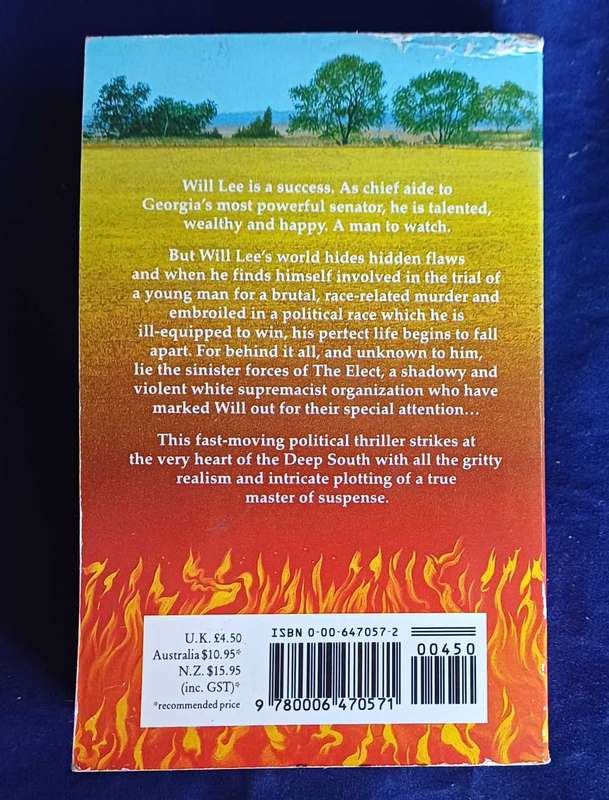 Will Lee is a success. As chief aide to
Georgia's most powerful senator, he is talented,
wealthy and happy. A man to watch.
But Will Lee's world hides hidden flaws
and when he finds himself involved in the trial of
a young man for a brutal, race-related murder and
embroiled in a political race which he is
ill-equipped to win, his perfect life begins to fall
apart. For behind it all, and unknown to him,
lie the sinister forces of The Elect, a shadowy and
violent white supremacist organization who have
marked Will out for their special attention...
This fast-moving political thriller strikes at
the very heart of the Deep South with all the gritty
realism and intricate plotting of a true
master of suspense.
U.K. £4.50
Australia $10.95*
N.Z. $15.95
(inc. GST)*
*recommended price
ISBN 0-00-647057-2
00450
9 780006 470571